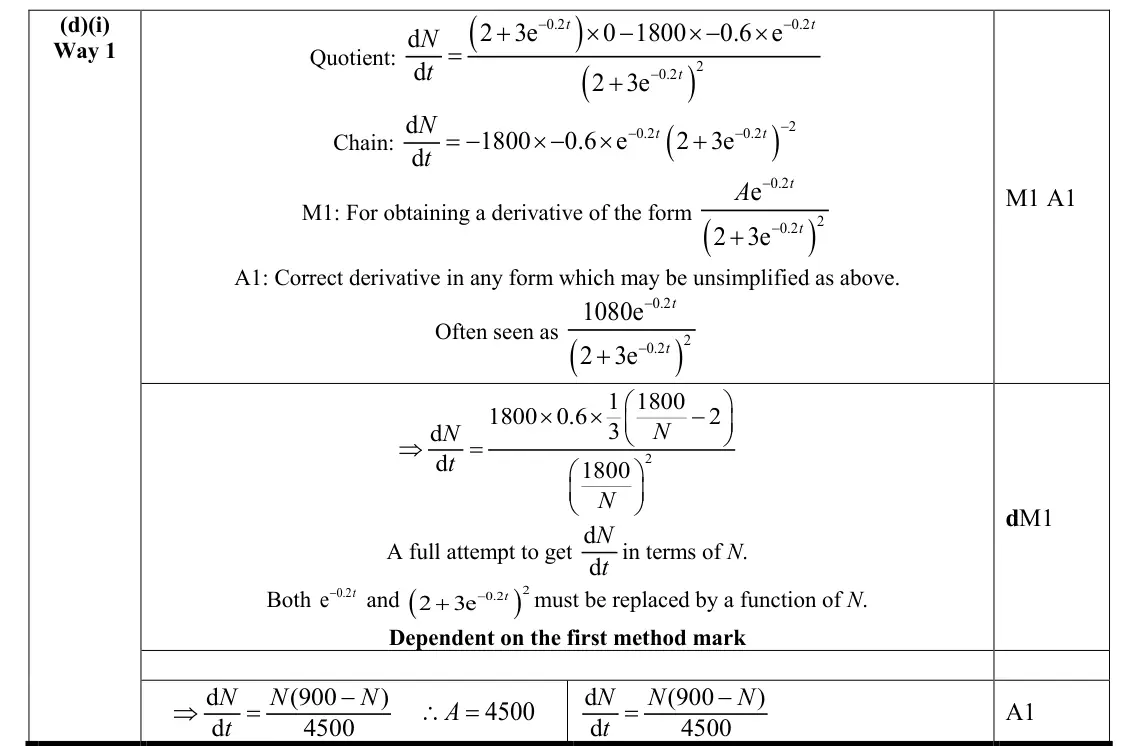 (d)(i)
Way 1
Quotient: dN/dt = ((2+3e^{−0.2t})×0−1800×−0.6×e^{−0.2t})/(2+3e^{−0.2t})^2
Chain: dN/dt = −1800×−0.6×e^{−0.2t}(2+3e^{−0.2t})^{−2}
M1: For obtaining a derivative of the form Ae^{−0.2t}/(2+3e^{−0.2t})^2
M1 A1
A1: Correct derivative in any form which may be unsimplified as above.
Often seen as 1080e^{−0.2t}/(2+3e^{−0.2t})^2
⇒ dN/dt = (1800×0.6×1/3(1800/N −2))/(1800/N)^2
A full attempt to get dN/dt in terms of N.
dM1
Both e^{−0.2t} and (2+3e^{−0.2t})^2 must be replaced by a function of N.
Dependent on the first method mark
⇒ dN/dt = N(900−N)/4500 ∴ A = 4500
dN/dt = N(900−N)/4500
A1